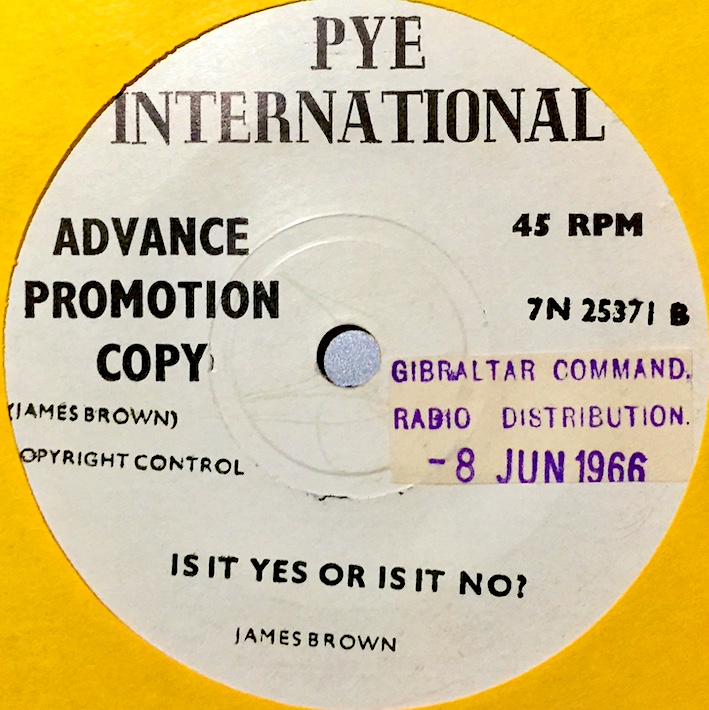 PYE
INTERNATIONAL
ADVANCE
PROMOTION
COPY
45 RPM
7N 25371 B
(JAMES BROWN)
OPYRIGHT CONTROL
GIBRALTAR COMMAND.
RADIO DISTRIBUTION.
-8 JUN 1966
IS IT YES OR IS IT NO?
JAMES BROWN